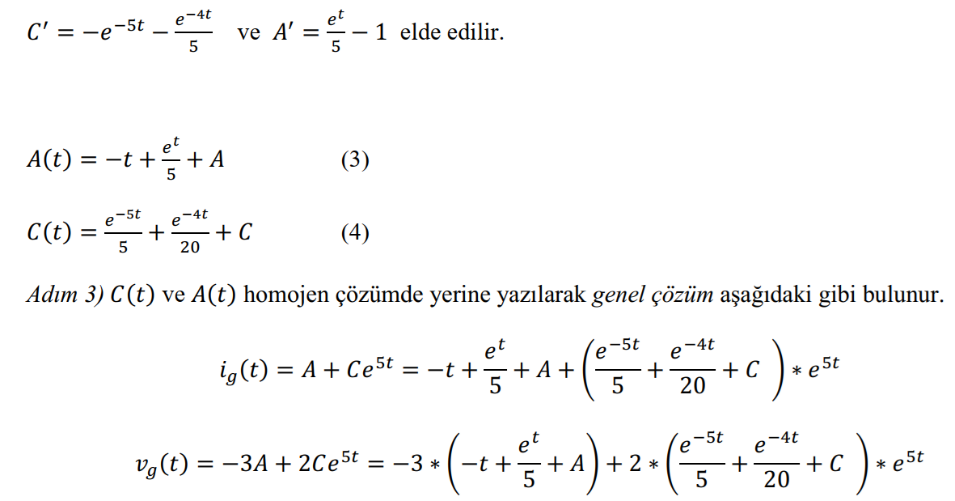 C′ = −e^{−5t} − \frac{e^{−4t}}{5} ve A′ = \frac{e^t}{5} − 1 elde edilir.
A(t) = −t + \frac{e^t}{5} + A (3)
C(t) = \frac{e^{−5t}}{5} + \frac{e^{−4t}}{20} + C (4)
Adım 3) C(t) ve A(t) homojen çözümde yerine yazılarak genel çözüm aşağıdaki gibi bulunur.
i_g(t) = A + Ce^{5t} = −t + \frac{e^t}{5} + A + \left(\frac{e^{−5t}}{5} + \frac{e^{−4t}}{20} + C\right) * e^{5t}
v_g(t) = −3A + 2Ce^{5t} = −3 * \left(−t + \frac{e^t}{5} + A\right) + 2 * \left(\frac{e^{−5t}}{5} + \frac{e^{−4t}}{20} + C\right) * e^{5t}